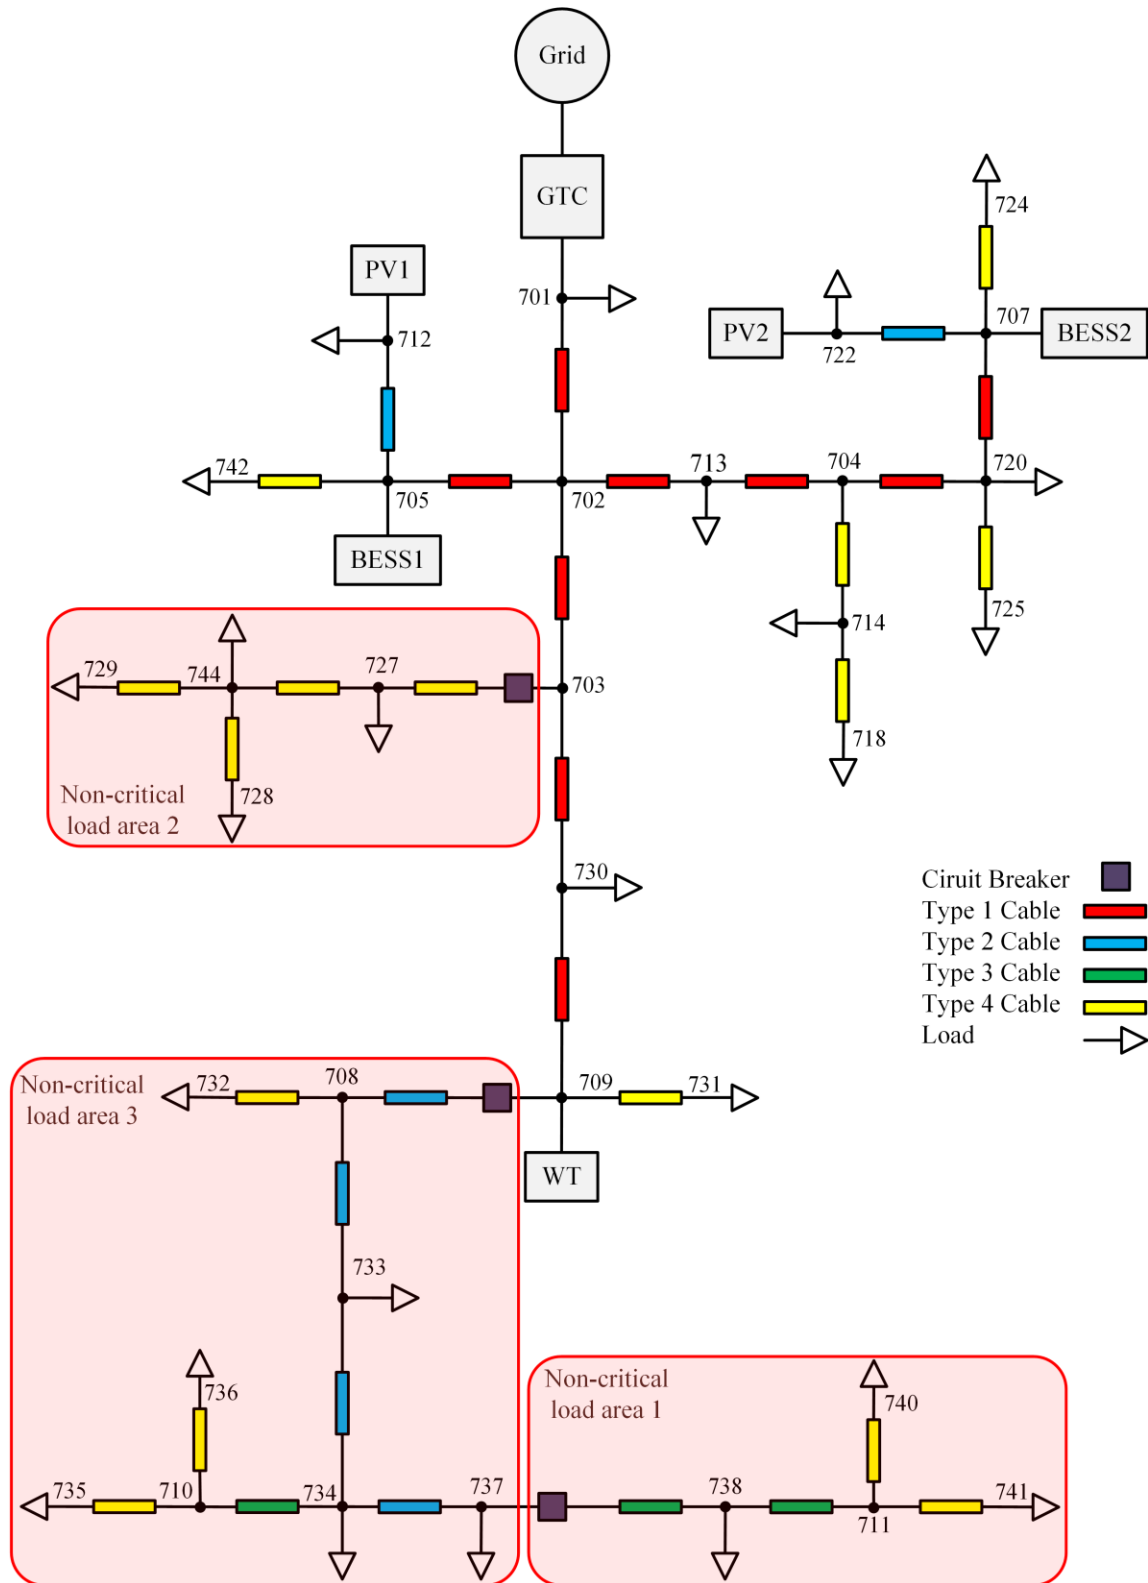 Grid
GTC
724
PV1
701
712
PV2
722
707
BESS2
742
705
702
713
704
720
BESS1
725
714
729
744
727
703
718
Non-critical
load area 2
728
730
Ciruit Breaker
Type 1 Cable
Type 2 Cable
Type 3 Cable
Type 4 Cable
Load
Non-critical
load area 3
732
708
709
731
WT
733
Non-critical
load area 1
736
740
735
710
734
737
738
711
741